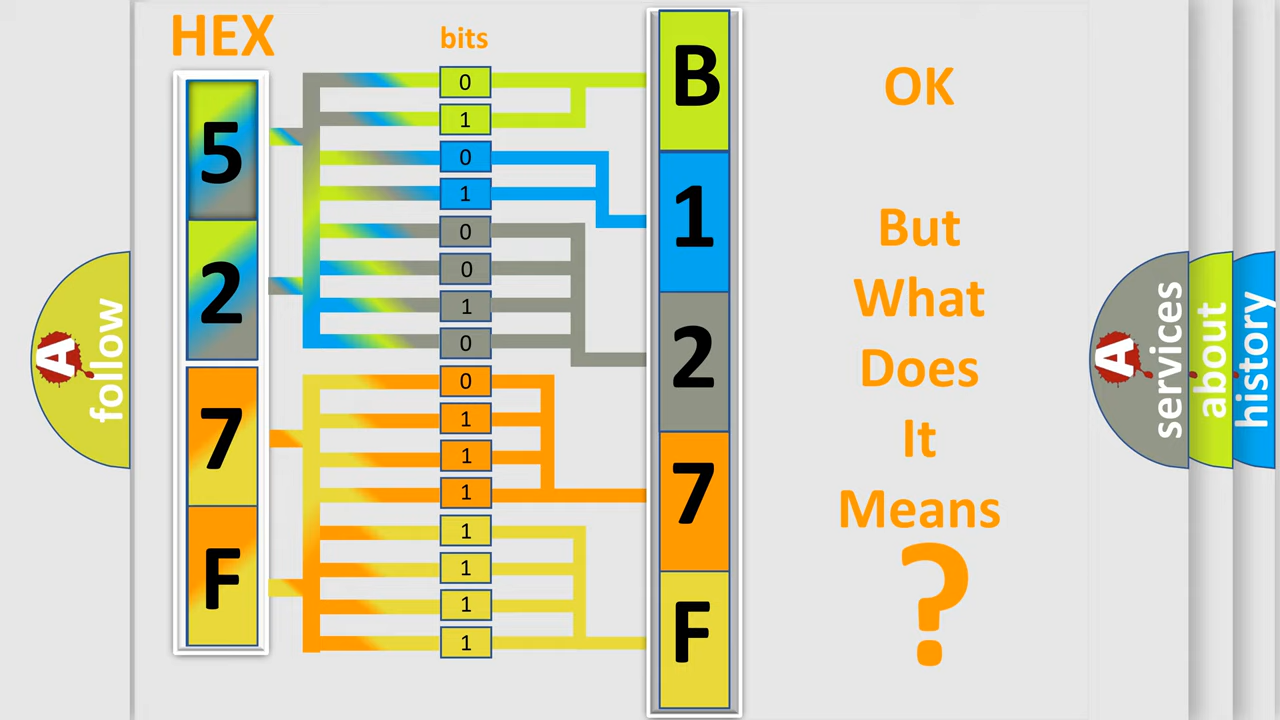 HEX
bits
5
2
7
F
0
1
0
1
0
0
1
0
0
1
1
1
1
1
1
1
B
1
2
7
F
OK
But
What
Does
It
Means
?
A
follow
A
services
about
history